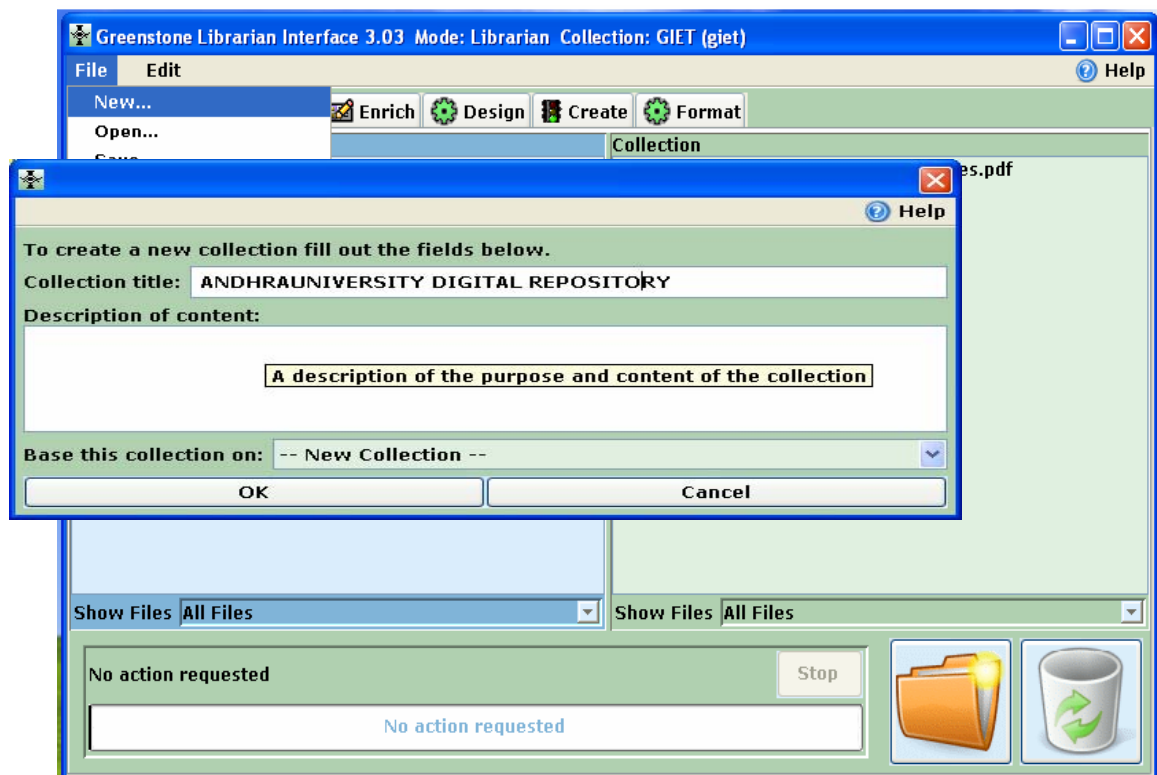 Greenstone Librarian Interface 3.03 Mode: Librarian Collection: GIET (giet)
File Edit Help
New...
Enrich Design Create Format
Open...
Collection
es.pdf
Help
To create a new collection fill out the fields below.
Collection title: ANDHRAUNIVERSITY DIGITAL REPOSITORY
Description of content:
A description of the purpose and content of the collection
Base this collection on: -- New Collection --
OK Cancel
Show Files All Files Show Files All Files
No action requested Stop
No action requested